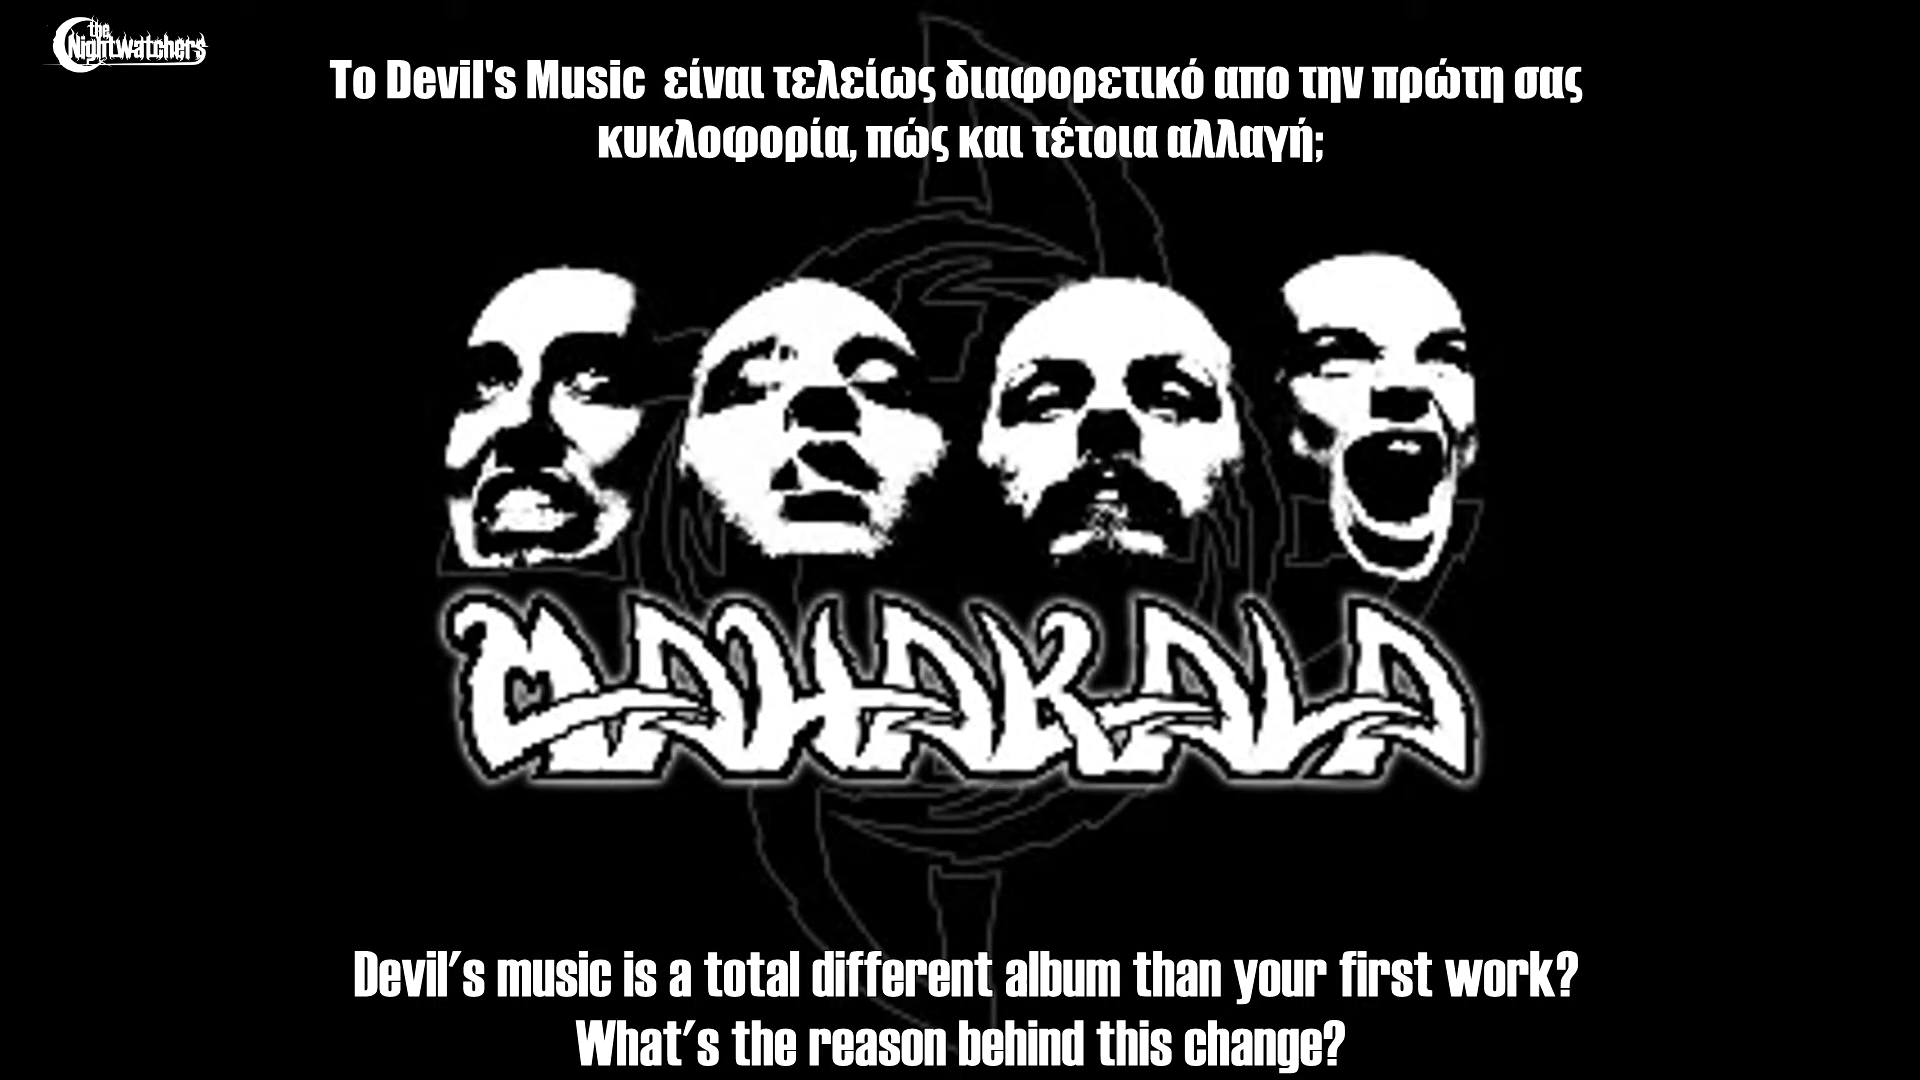 the
Nightwatchers
Το Devil's Music είναι τελείως διαφορετικό απο την πρώτη σας
κυκλοφορία, πώς και τέτοια αλλαγή;
MAHAKALA
Devil's music is a total different album than your first work?
What's the reason behind this change?